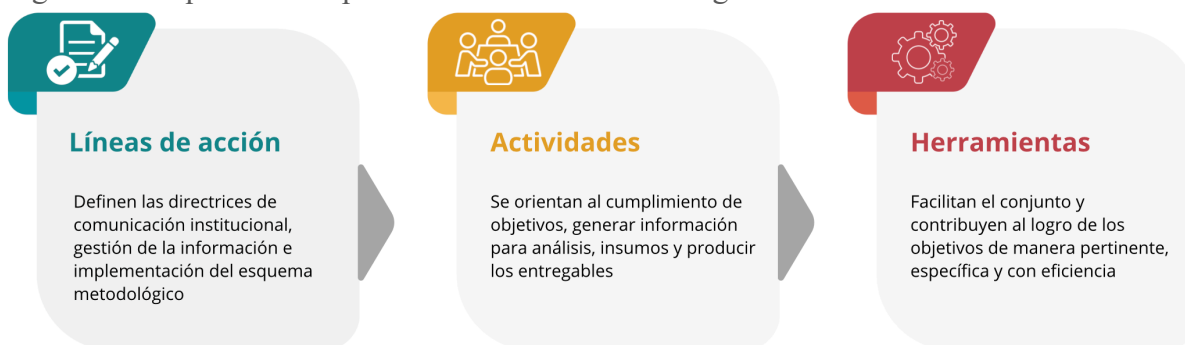 Líneas de acción
Definen las directrices de
comunicación institucional,
gestión de la información e
implementación del esquema
metodológico
Actividades
Se orientan al cumplimiento de
objetivos, generar información
para análisis, insumos y producir
los entregables
Herramientas
Facilitan el conjunto y
contribuyen al logro de los
objetivos de manera pertinente,
específica y con eficiencia